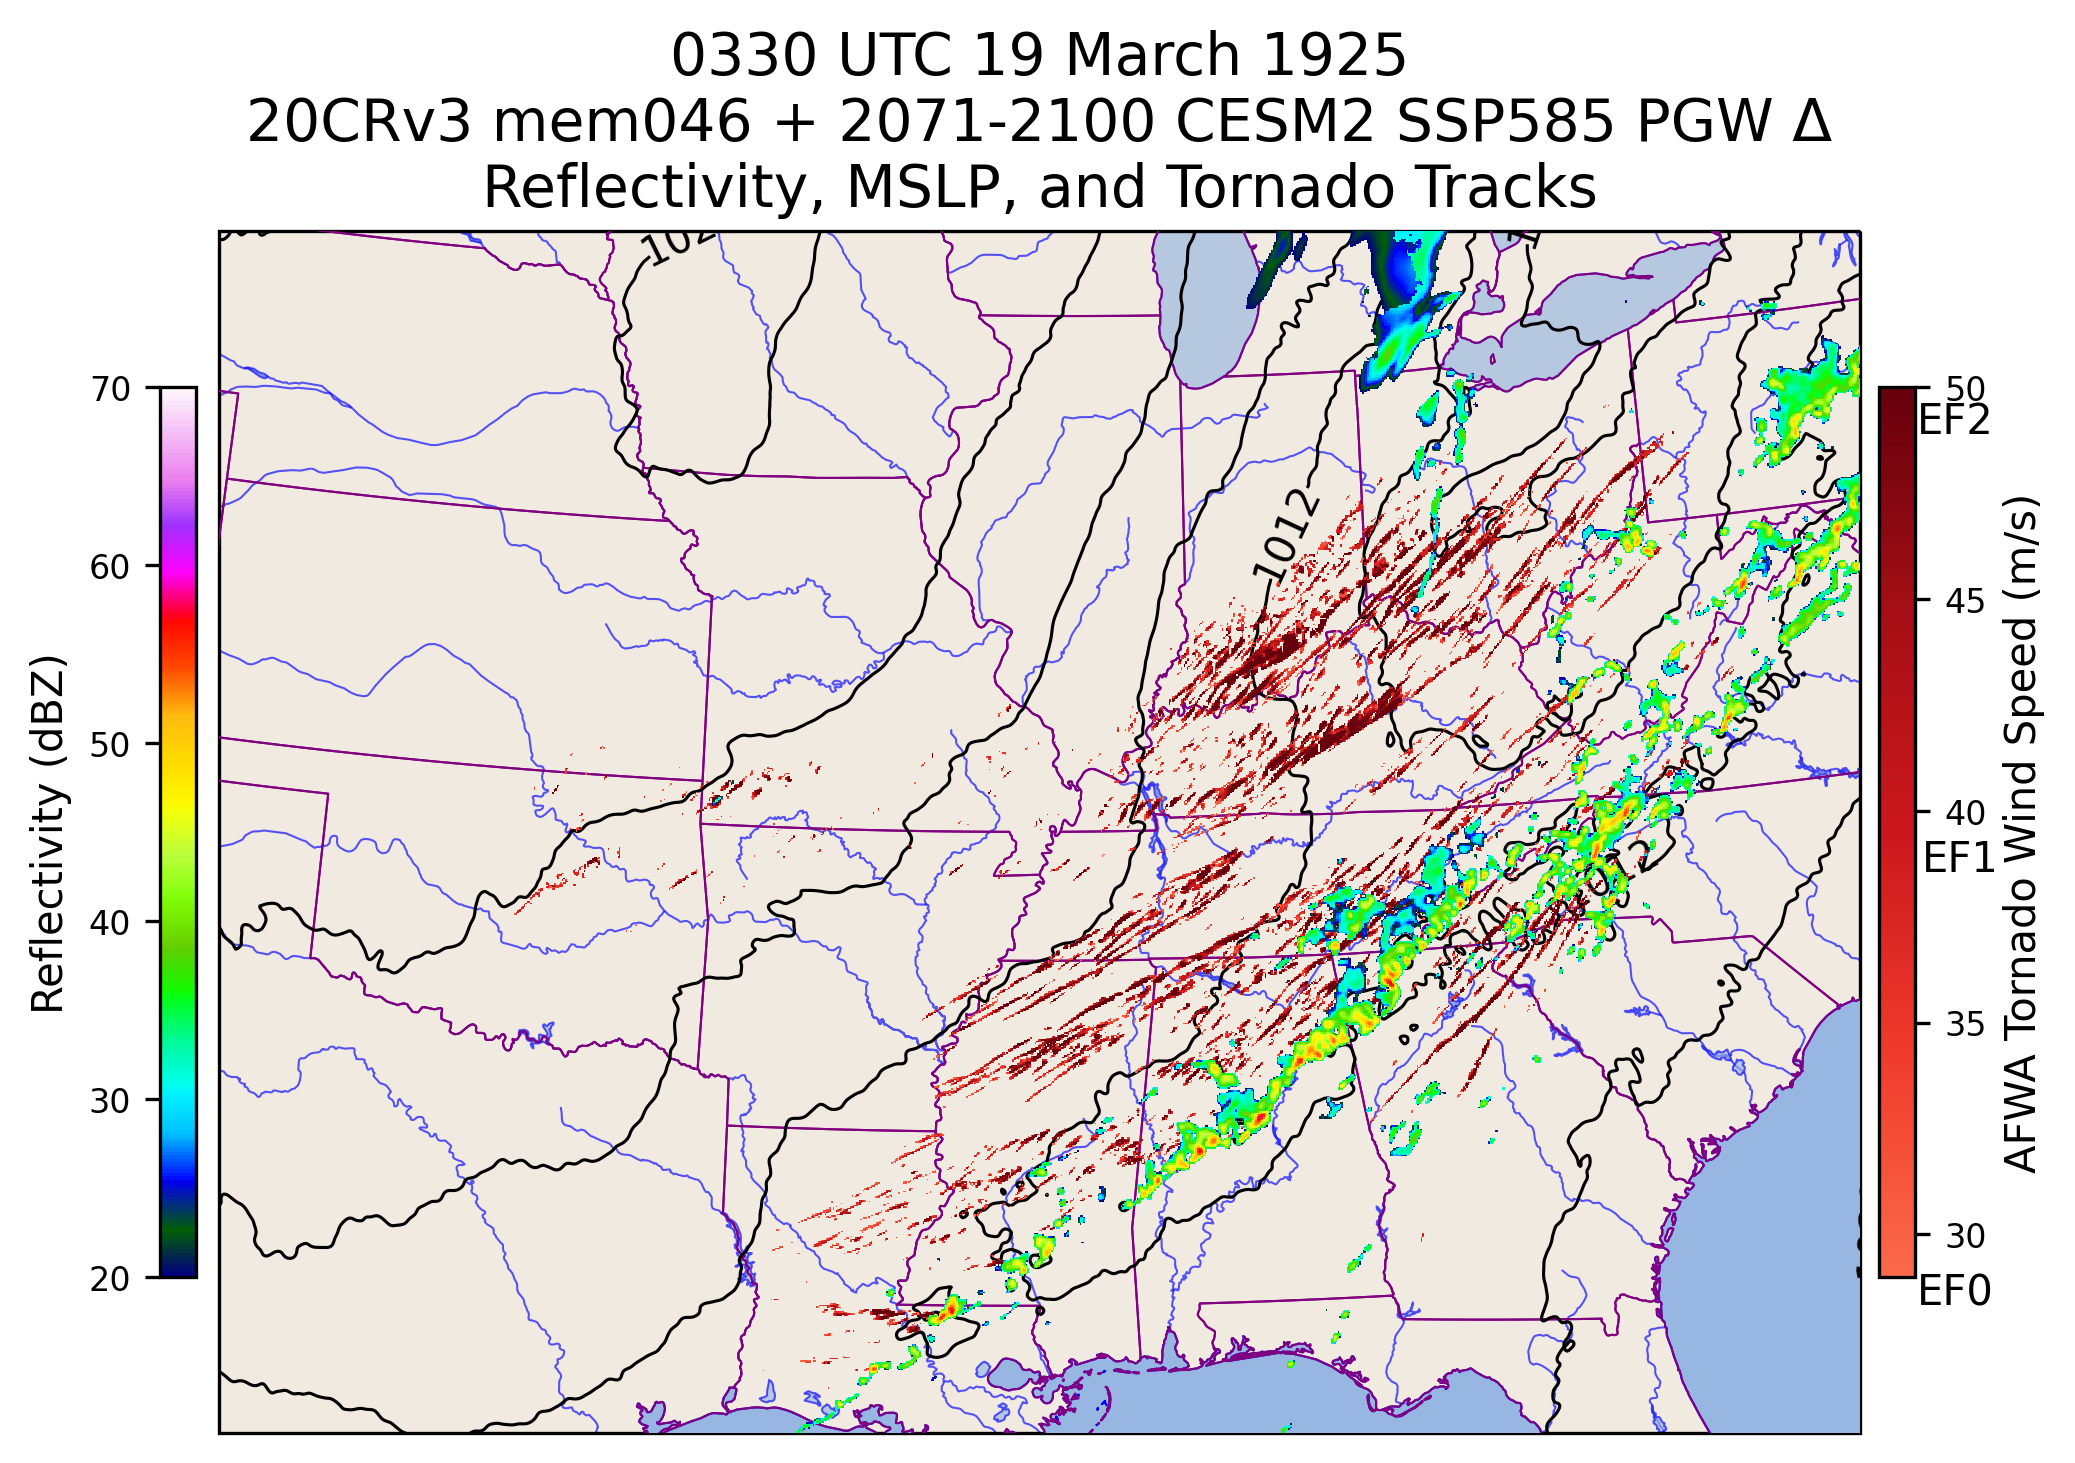 0330 UTC 19 March 1925
20CRv3 mem046 + 2071-2100 CESM2 SSP585 PGW Δ
Reflectivity, MSLP, and Tornado Tracks
102
1012
70
60
50
40
30
20
Reflectivity (dBZ)
50
EF2
45
40
EF1
35
30
EF0
AFWA Tornado Wind Speed (m/s)